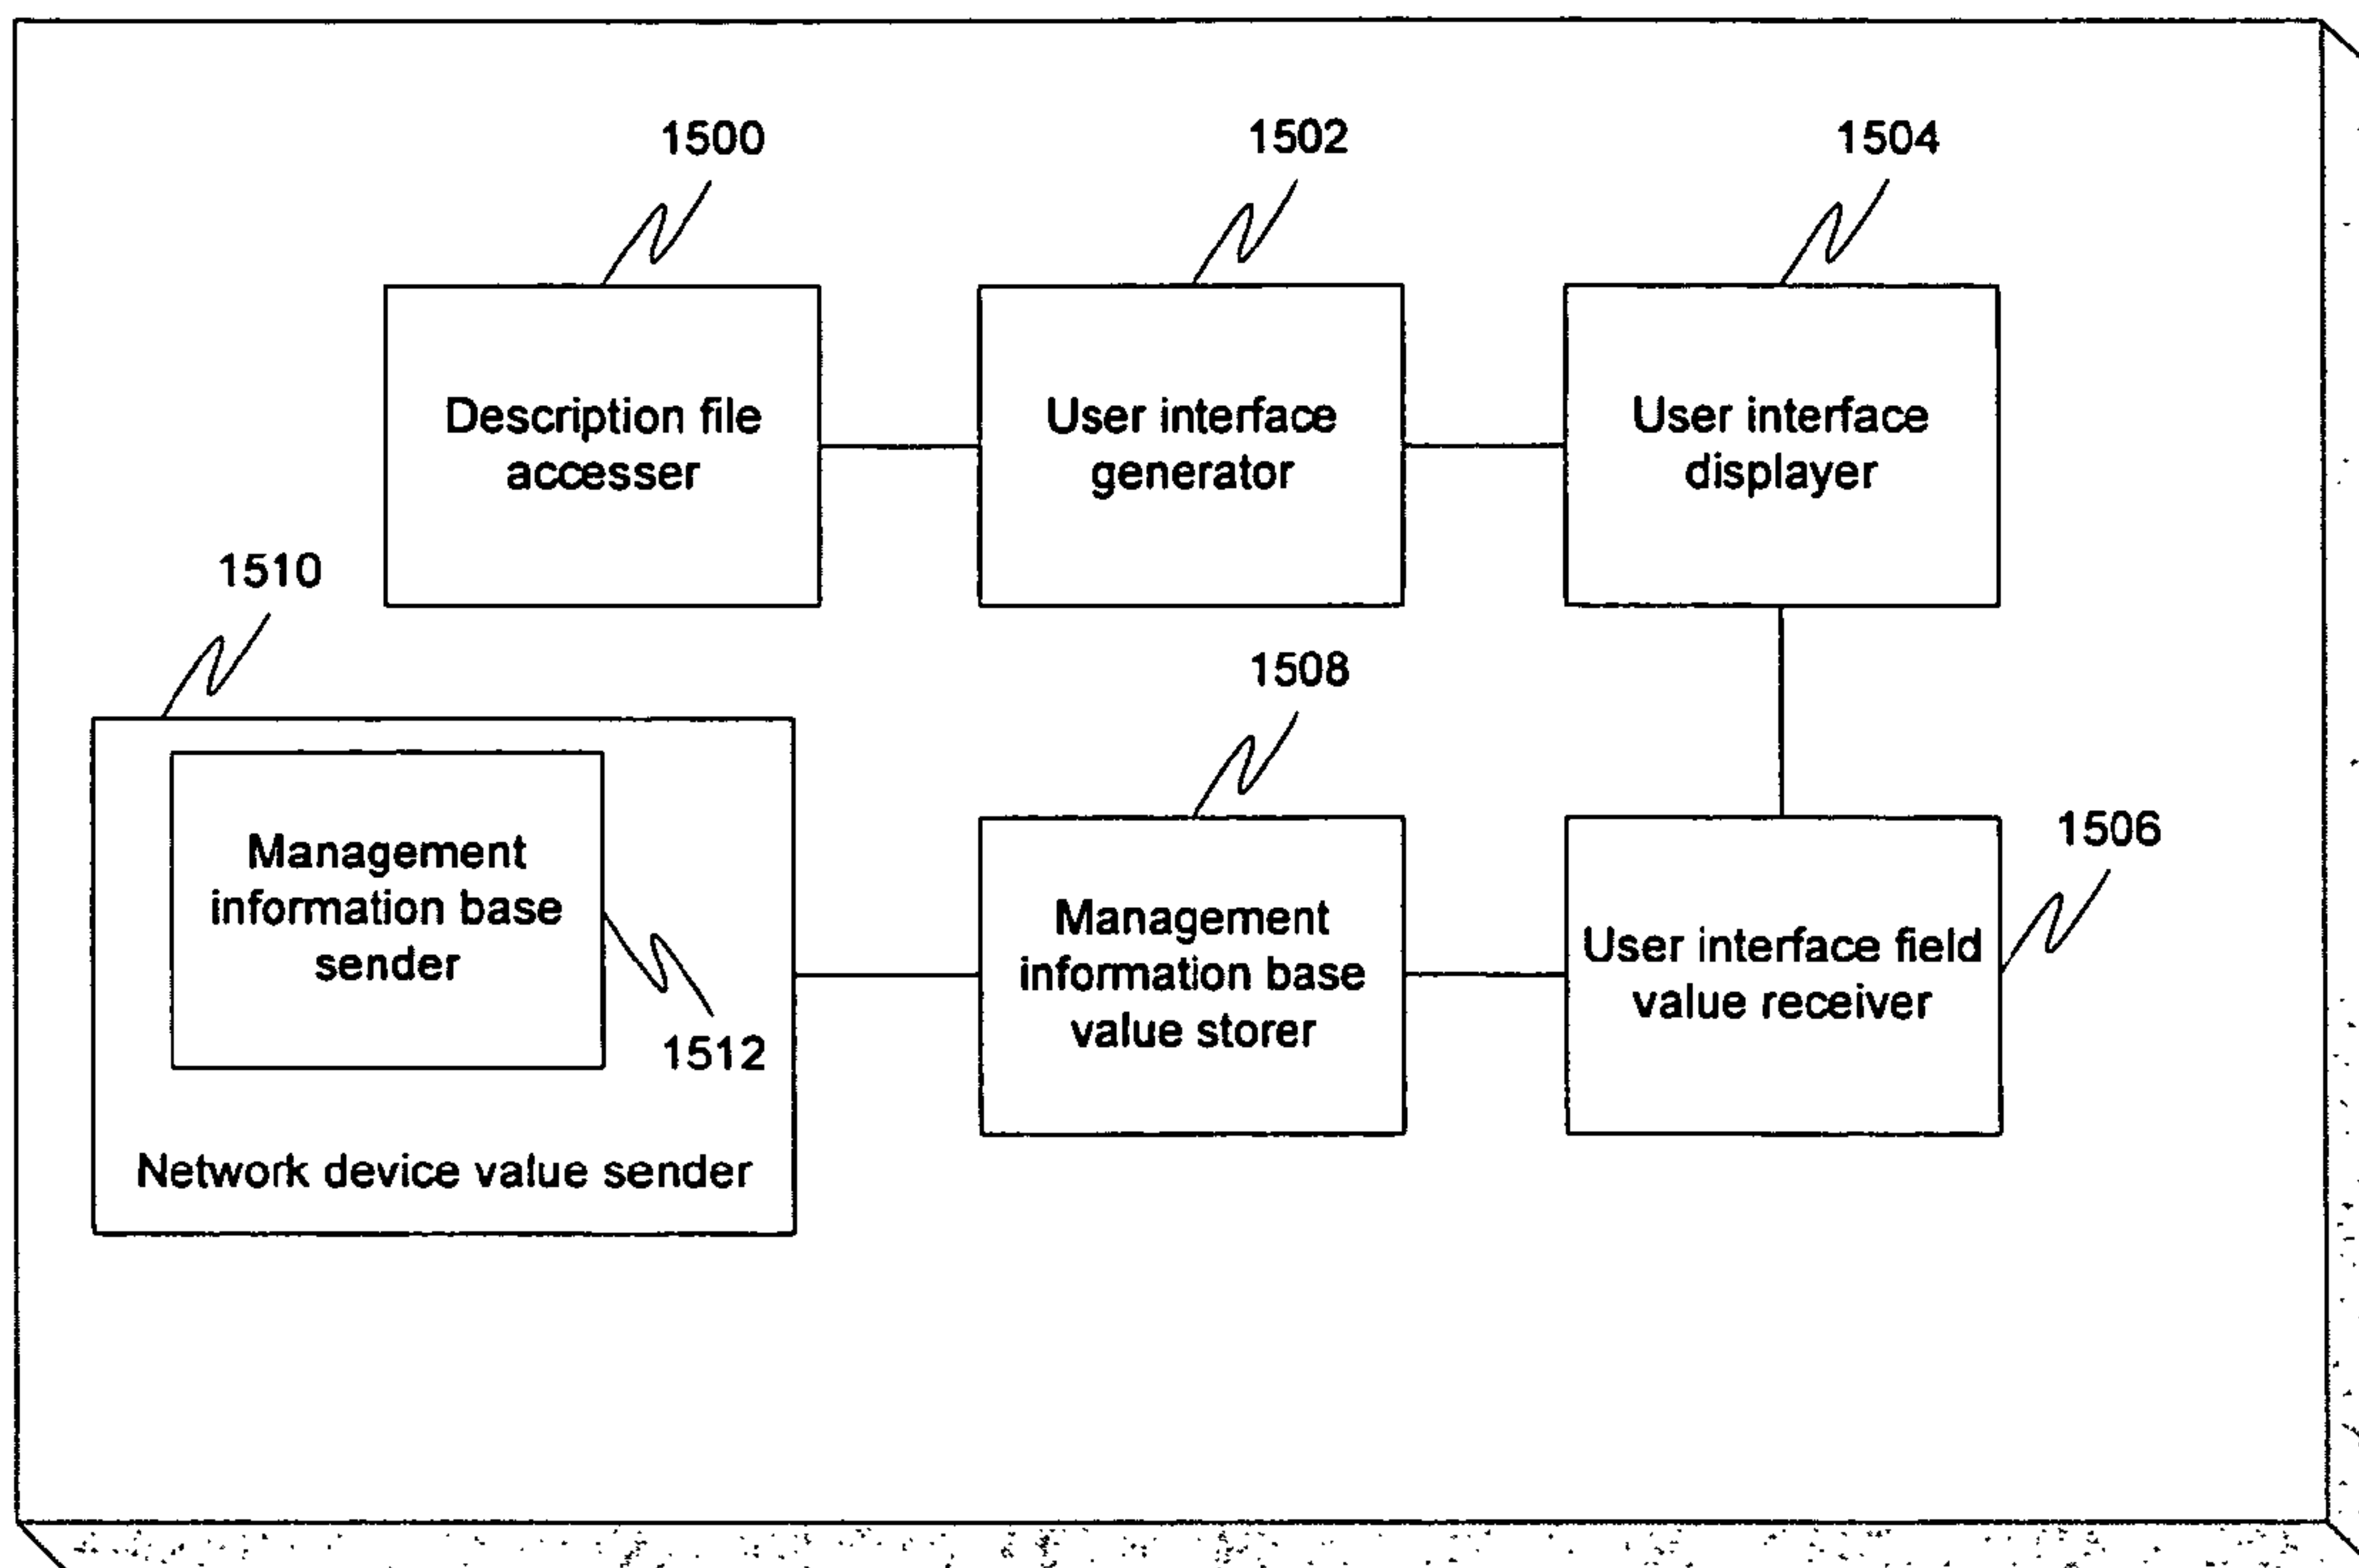 1500
1502
1504
Description file
accesser
User interface
generator
User interface
displayer
1510
1508
1506
Management
information base
sender
1512
Network device value sender
Management
information base
value storer
User interface field
value receiver